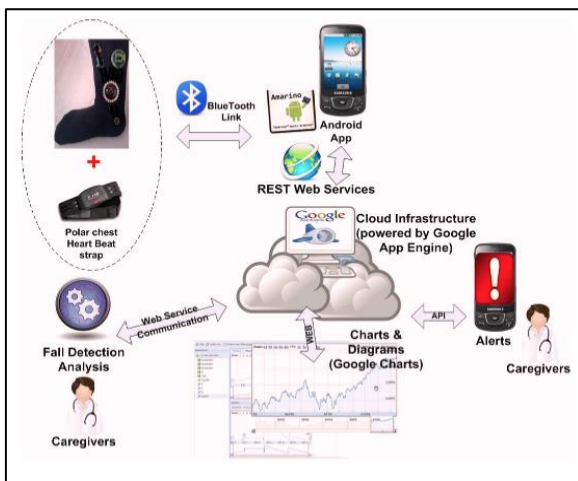 Amarino
BlueTooth
Link
Android
App
REST Web Services
Polar chest
Heart Beat
strap
Google
Cloud Infrastructure
(powered by Google
App Engine)
Web Service
Communication
API
WEB
Fall Detection
Analysis
Charts &
Diagrams
(Google Charts)
Alerts
Caregivers
Caregivers